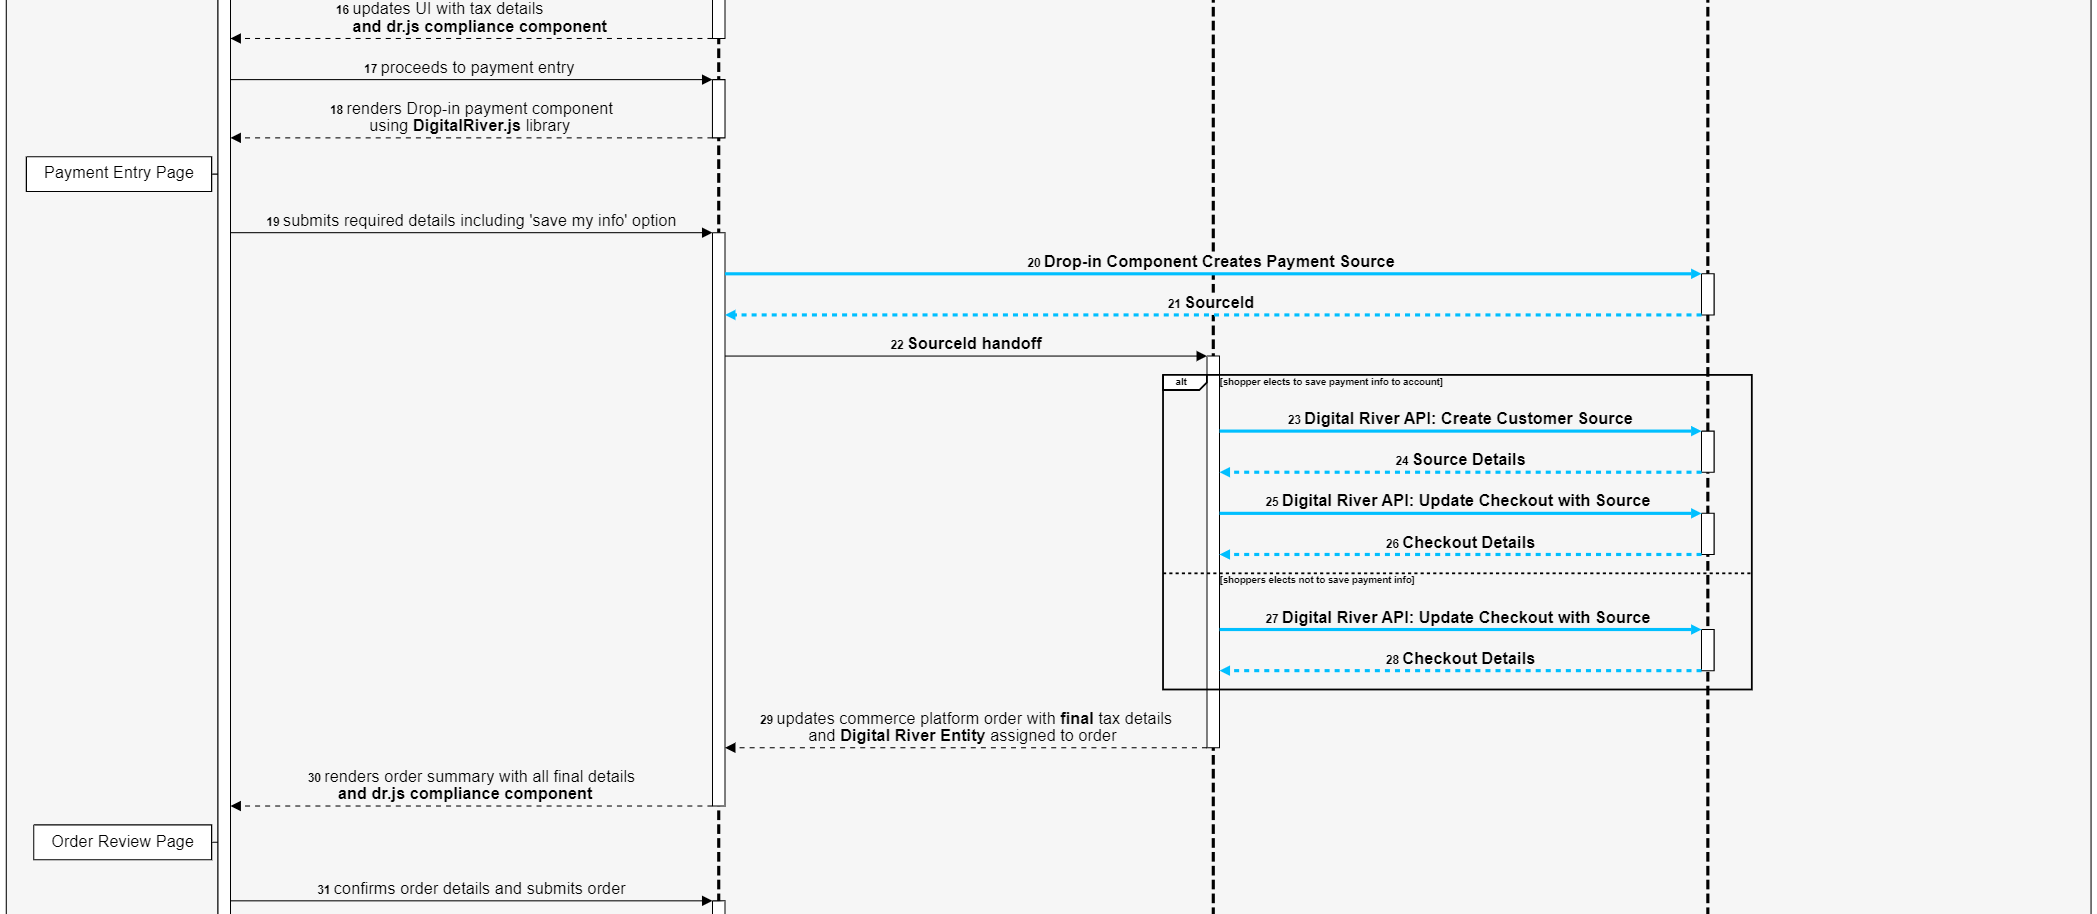 16 updates UI with tax details
and dr.js compliance component
17 proceeds to payment entry
18 renders Drop-in payment component
using DigitalRiver.js library
Payment Entry Page
19 submits required details including 'save my info' option
20 Drop-in Component Creates Payment Source
21 SourceId
22 SourceId handoff
alt [shopper elects to save payment info to account]
23 Digital River API: Create Customer Source
24 Source Details
25 Digital River API: Update Checkout with Source
26 Checkout Details
[shoppers elects not to save payment info]
27 Digital River API: Update Checkout with Source
28 Checkout Details
29 updates commerce platform order with final tax details
and Digital River Entity assigned to order
30 renders order summary with all final details
and dr.js compliance component
Order Review Page
31 confirms order details and submits order